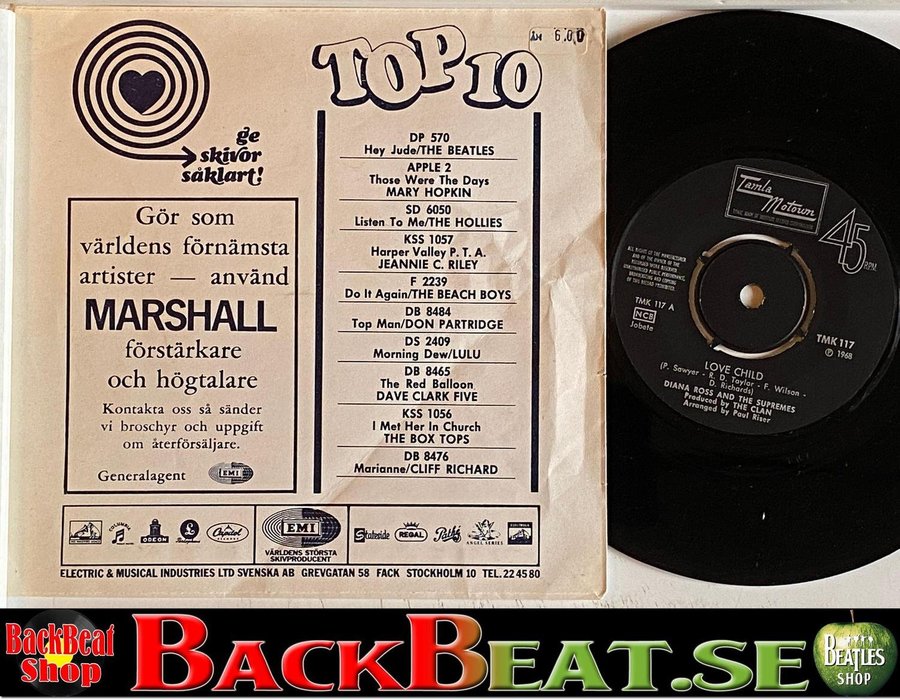 ge
skivor
såklart!
Gör som
världens förnämsta
artister — använd
MARSHALL
förstärkare
och högtalare
Kontakta oss så sänder
vi broschyr och uppgift
om återförsäljare.
Generalagent EMI
TOP 10
6.00
DP 570
Hey Jude/THE BEATLES
APPLE 2
Those Were The Days
MARY HOPKIN
SD 6050
Listen To Me/THE HOLLIES
KSS 1057
Harper Valley P. T. A.
JEANNIE C. RILEY
F 2239
Do It Again/THE BEACH BOYS
DB 8484
Top Man/DON PARTRIDGE
DS 2409
Morning Dew/LULU
DB 8465
The Red Balloon
DAVE CLARK FIVE
KSS 1056
I Met Her In Church
THE BOX TOPS
DB 8476
Marianne/CLIFF RICHARD
COLUMBIA
ODEON
Capitol
EMI
VÄRLDENS STÖRSTA
SKIVPRODUCENT
Stateside
REGAL
Pathé
ANGEL SERIES
ELECTRIC & MUSICAL INDUSTRIES LTD SVENSKA AB GREVGATAN 58 FACK STOCKHOLM 10 TEL. 22 45 80
Tamla
Motown
45 RPM
TMK 117 A
NCB
Jobete
TMK 117
℗ 1968
LOVE CHILD
(P. Sawyer - R. D. Taylor - F. Wilson -
D. Richards)
DIANA ROSS AND THE SUPREMES
Produced by THE CLAN
Arranged by Paul Riser
BackBeat
Shop
BACKBEAT.SE
BEATLES
SHOP